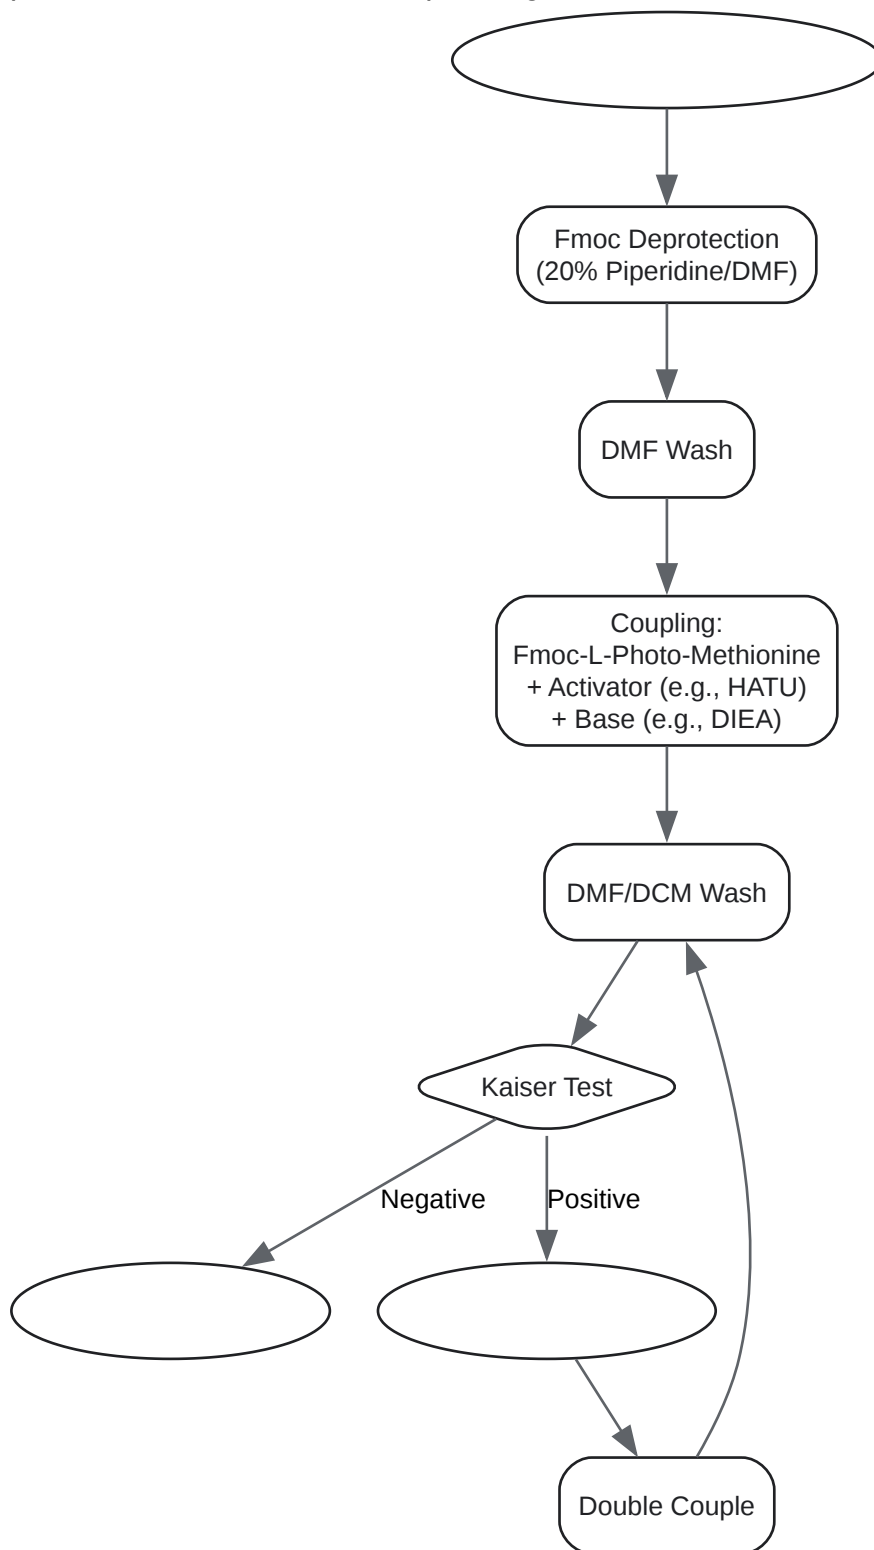 Fmoc Deprotection
(20% Piperidine/DMF)
DMF Wash
Coupling:
Fmoc-L-Photo-Methionine
+ Activator (e.g., HATU)
+ Base (e.g., DIEA)
DMF/DCM Wash
Kaiser Test
Negative
Positive
Double Couple